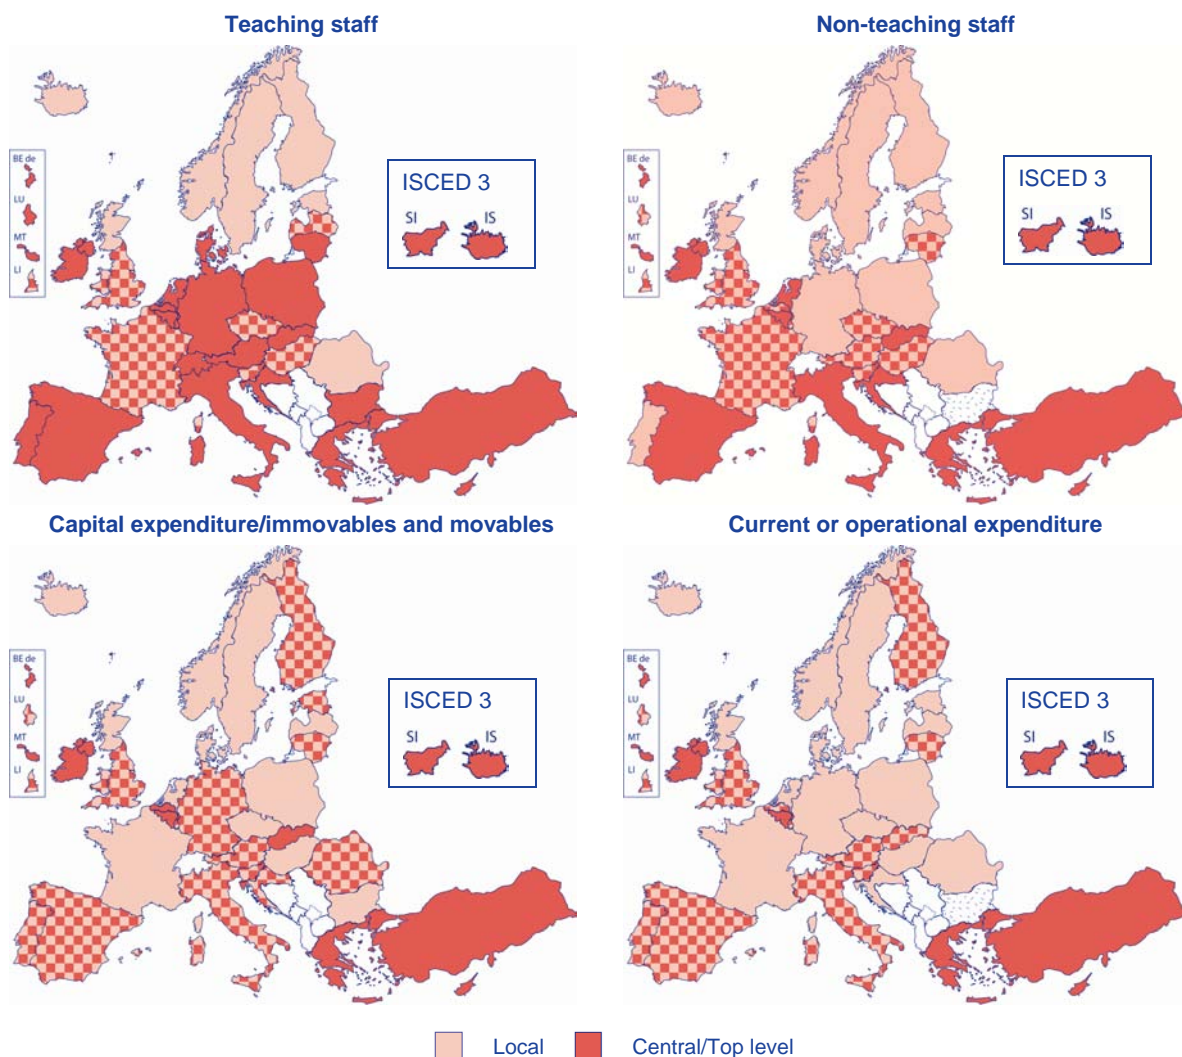 Teaching staff
Non-teaching staff
BE de
LU
MT
LI
ISCED 3
SI IS
BE de
LU
MT
LI
ISCED 3
SI IS
Capital expenditure/immovables and movables
Current or operational expenditure
BE de
LU
MT
LI
ISCED 3
SI IS
BE de
LU
MT
LI
ISCED 3
SI IS
Local Central/Top level